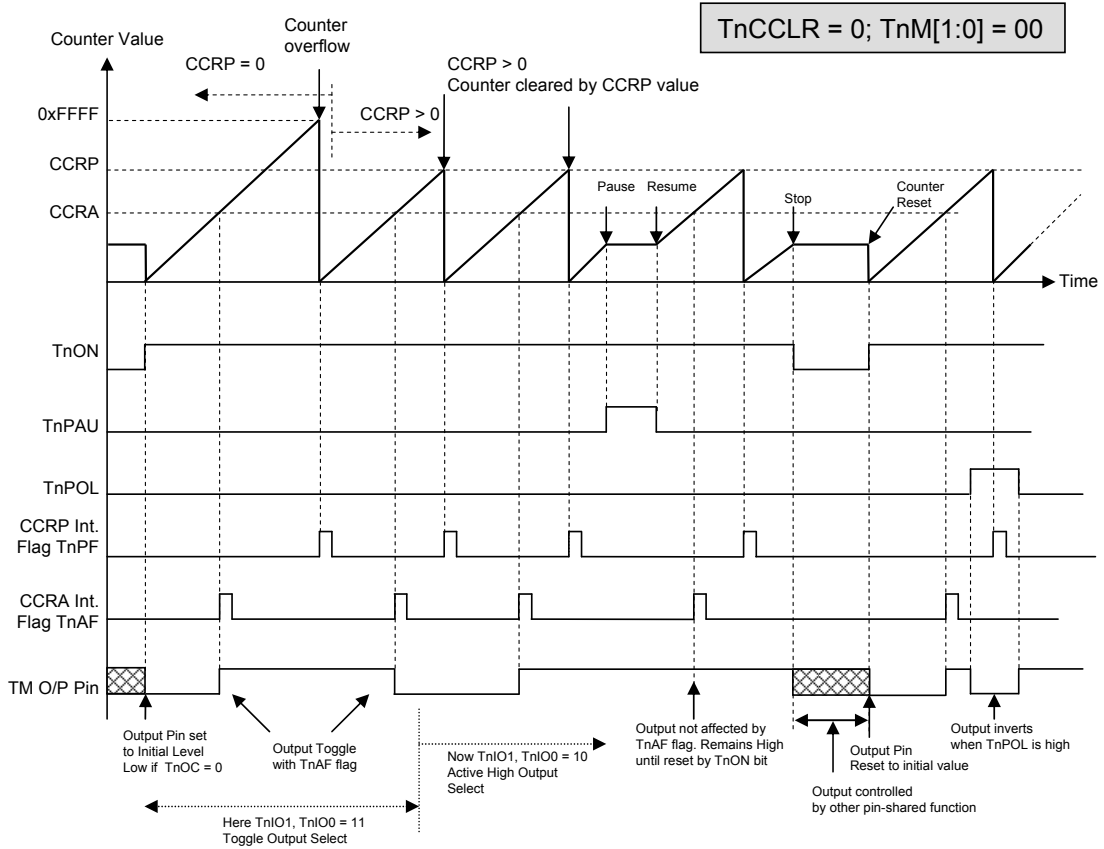 TnCCLR = 0; TnM[1:0] = 00
Counter Value
Counter
overflow
CCRP = 0
CCRP > 0
Counter cleared by CCRP value
CCRP > 0
0xFFFF
CCRP
CCRA
Pause
Resume
Stop
Counter
Reset
Time
TnON
TnPAU
TnPOL
CCRP Int.
Flag TnPF
CCRA Int.
Flag TnAF
TM O/P Pin
Output Pin set
to Initial Level
Low if TnOC = 0
Output Toggle
with TnAF flag
Now TnIO1, TnIO0 = 10
Active High Output
Select
Output not affected by
TnAF flag. Remains High
until reset by TnON bit
Output Pin
Reset to initial value
Output inverts
when TnPOL is high
Output controlled
by other pin-shared function
Here TnIO1, TnIO0 = 11
Toggle Output Select